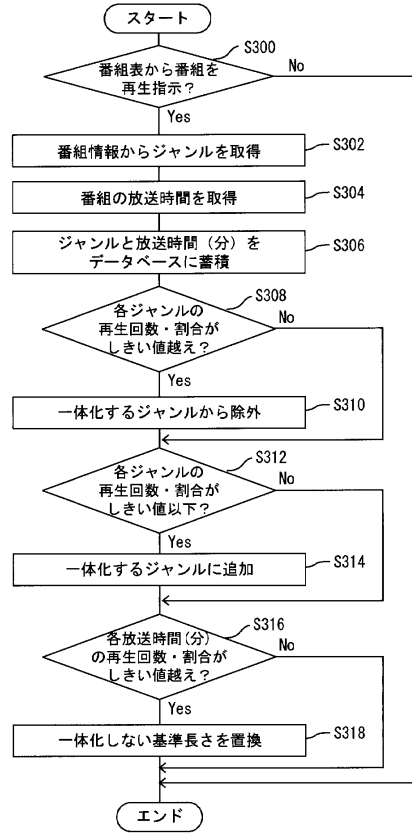 スタート
S300
番組表から番組を
再生指示？
No
Yes
番組情報からジャンルを取得
S302
番組の放送時間を取得
S304
ジャンルと放送時間（分）を
データベースに蓄積
S306
S308
各ジャンルの
再生回数・割合が
しきい値越え？
No
Yes
一体化するジャンルから除外
S310
S312
各ジャンルの
再生回数・割合が
しきい値以下？
No
Yes
一体化するジャンルに追加
S314
S316
各放送時間(分)
の再生回数・割合が
しきい値越え？
No
Yes
一体化しない基準長さを置換
S318
エンド